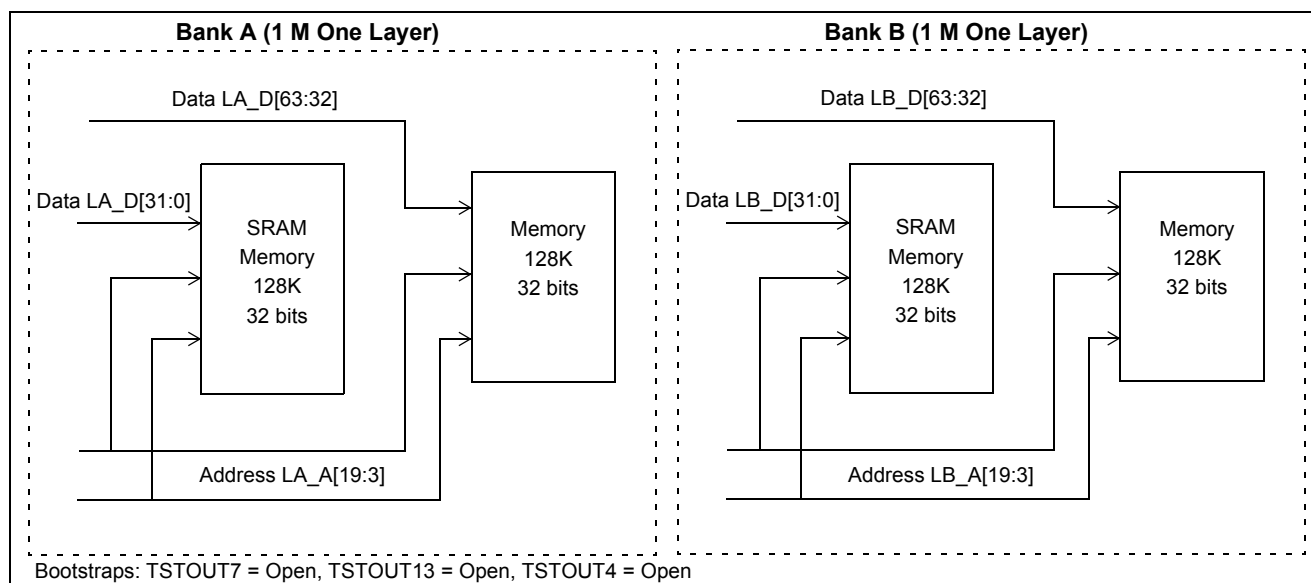 Bank A (1 M One Layer)
Data LA_D[63:32]
Data LA_D[31:0]
SRAM
Memory
128K
32 bits
Memory
128K
32 bits
Address LA_A[19:3]
Bank B (1 M One Layer)
Data LB_D[63:32]
Data LB_D[31:0]
SRAM
Memory
128K
32 bits
Memory
128K
32 bits
Address LB_A[19:3]
Bootstraps: TSTOUT7 = Open, TSTOUT13 = Open, TSTOUT4 = Open